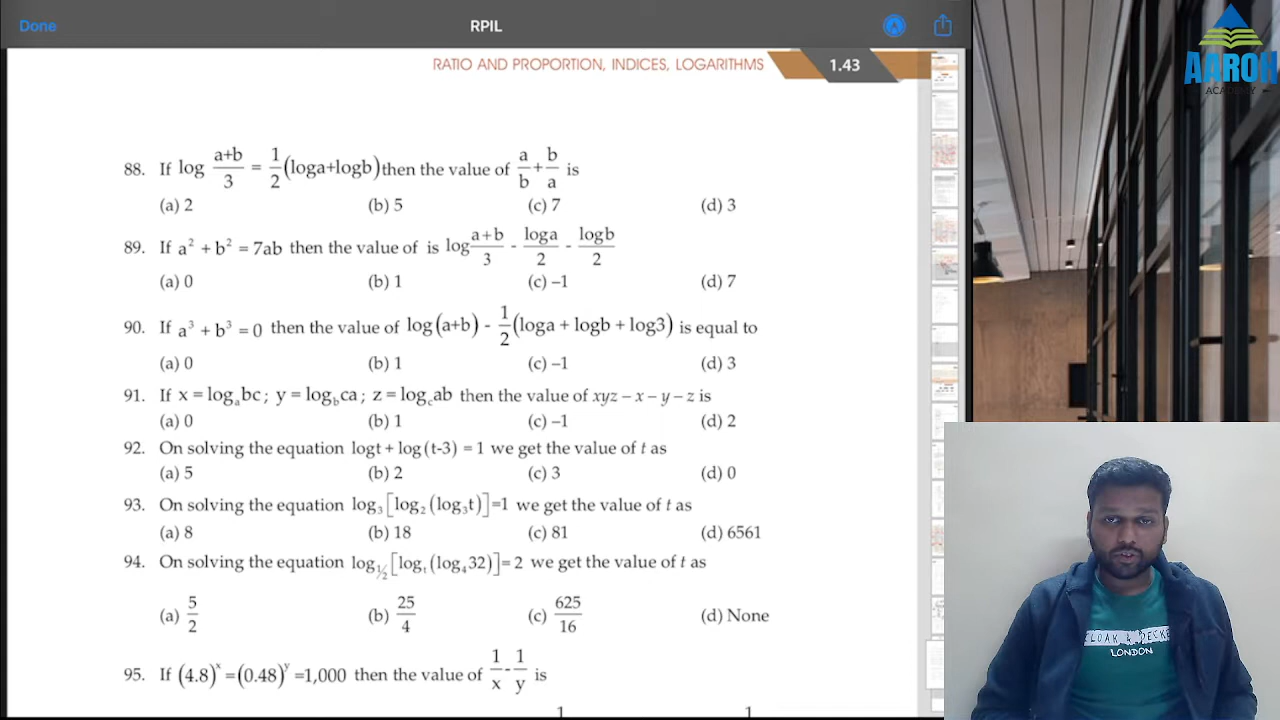 Done
RPIL
AAROH
ACADEMY
RATIO AND PROPORTION, INDICES, LOGARITHMS 1.43
88. If log (a+b)/3 = 1/2 (loga+logb) then the value of a/b + b/a is
(a) 2 (b) 5 (c) 7 (d) 3
89. If a² + b² = 7ab then the value of is log (a+b)/3 - loga/2 - logb/2
(a) 0 (b) 1 (c) –1 (d) 7
90. If a³ + b³ = 0 then the value of log(a+b) - 1/2 (loga + logb + log3) is equal to
(a) 0 (b) 1 (c) –1 (d) 3
91. If x = logₐbc; y = log_b ca; z = log_c ab then the value of xyz – x – y – z is
(a) 0 (b) 1 (c) –1 (d) 2
92. On solving the equation logt + log(t-3) = 1 we get the value of t as
(a) 5 (b) 2 (c) 3 (d) 0
93. On solving the equation log₃[log₂(log₃t)]=1 we get the value of t as
(a) 8 (b) 18 (c) 81 (d) 6561
94. On solving the equation log_½[log_t(log₄32)]= 2 we get the value of t as
(a) 5/2 (b) 25/4 (c) 625/16 (d) None
95. If (4.8)ˣ = (0.48)ʸ =1,000 then the value of 1/x - 1/y is
1 1
LONDON